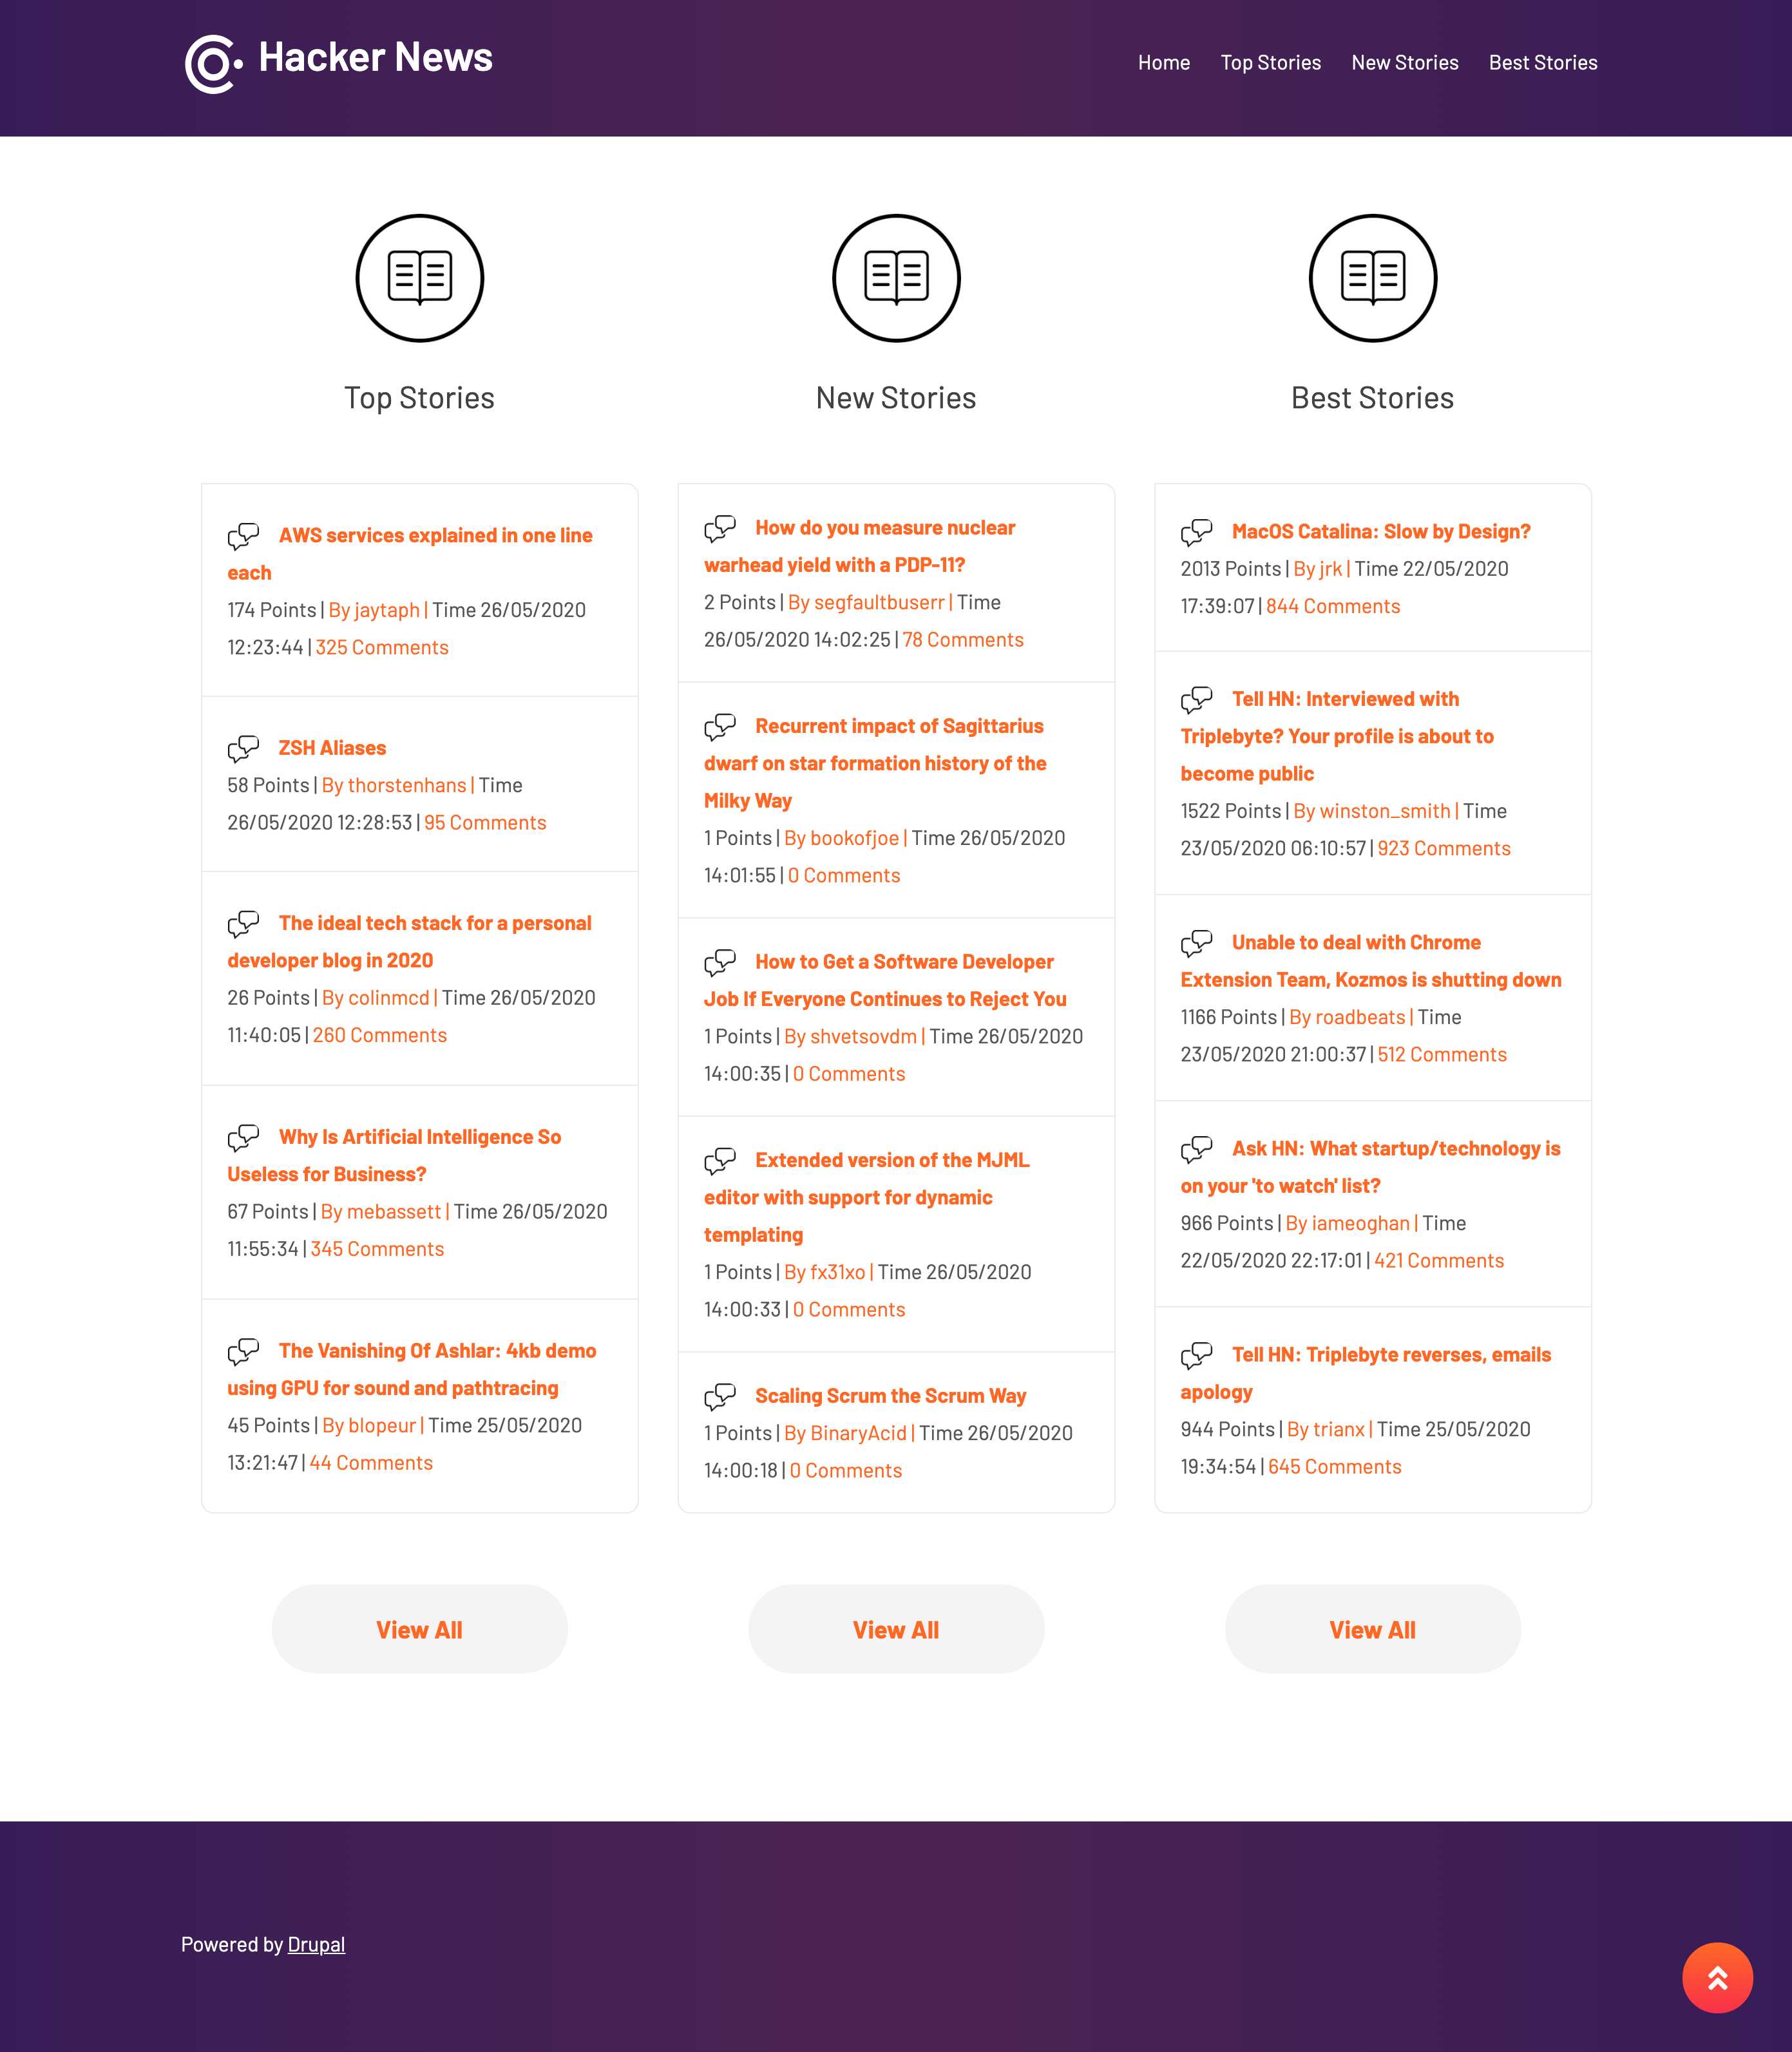 Hacker News
Home
Top Stories
New Stories
Best Stories
Top Stories
AWS services explained in one line
each
174 Points | By jaytaph | Time 26/05/2020
12:23:44 | 325 Comments
ZSH Aliases
58 Points | By thorstenhans | Time
26/05/2020 12:28:53 | 95 Comments
The ideal tech stack for a personal
developer blog in 2020
26 Points | By colinmcd | Time 26/05/2020
11:40:05 | 260 Comments
Why Is Artificial Intelligence So
Useless for Business?
67 Points | By mebassett | Time 26/05/2020
11:55:34 | 345 Comments
The Vanishing Of Ashlar: 4kb demo
using GPU for sound and pathtracing
45 Points | By blopeur | Time 25/05/2020
13:21:47 | 44 Comments
View All
New Stories
How do you measure nuclear
warhead yield with a PDP-11?
2 Points | By segfaultbuserr | Time
26/05/2020 14:02:25 | 78 Comments
Recurrent impact of Sagittarius
dwarf on star formation history of the
Milky Way
1 Points | By bookofjoe | Time 26/05/2020
14:01:55 | 0 Comments
How to Get a Software Developer
Job If Everyone Continues to Reject You
1 Points | By shvetsovdm | Time 26/05/2020
14:00:35 | 0 Comments
Extended version of the MJML
editor with support for dynamic
templating
1 Points | By fx31xo | Time 26/05/2020
14:00:33 | 0 Comments
Scaling Scrum the Scrum Way
1 Points | By BinaryAcid | Time 26/05/2020
14:00:18 | 0 Comments
View All
Best Stories
MacOS Catalina: Slow by Design?
2013 Points | By jrk | Time 22/05/2020
17:39:07 | 844 Comments
Tell HN: Interviewed with
Triplebyte? Your profile is about to
become public
1522 Points | By winston_smith | Time
23/05/2020 06:10:57 | 923 Comments
Unable to deal with Chrome
Extension Team, Kozmos is shutting down
1166 Points | By roadbeats | Time
23/05/2020 21:00:37 | 512 Comments
Ask HN: What startup/technology is
on your 'to watch' list?
966 Points | By iameoghan | Time
22/05/2020 22:17:01 | 421 Comments
Tell HN: Triplebyte reverses, emails
apology
944 Points | By trianx | Time 25/05/2020
19:34:54 | 645 Comments
View All
Powered by Drupal